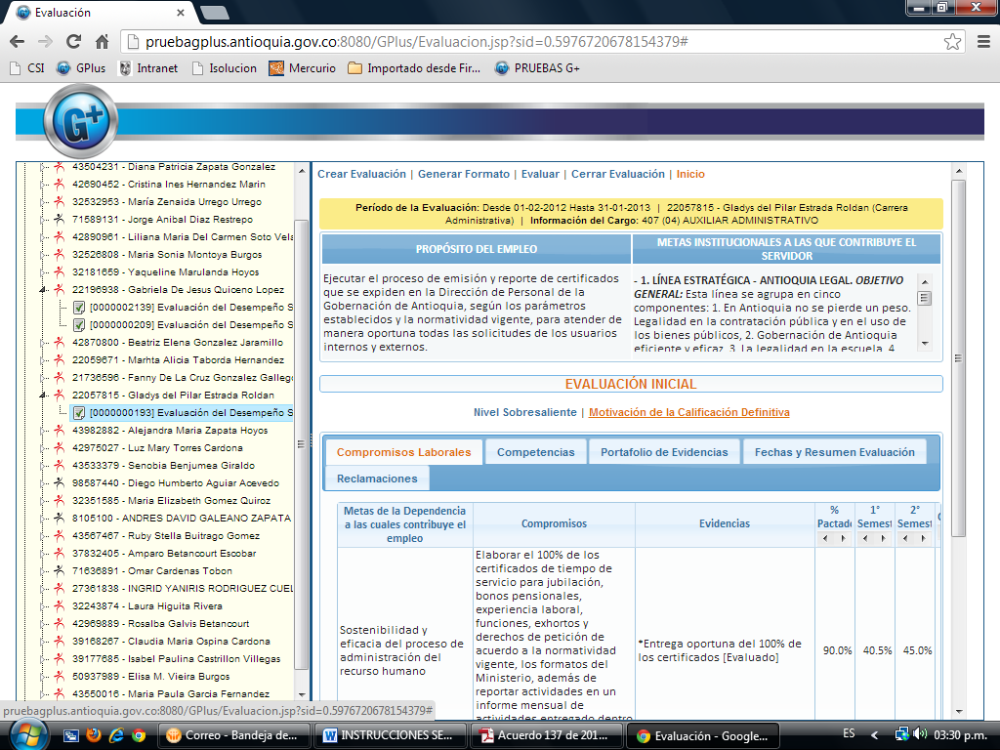 Evaluación
pruebagplus.antioquia.gov.co:8080/GPlus/Evaluacion.jsp?sid=0.5976720678154379#
CSI GPlus Intranet Isolucion Mercurio Importado desde Fir... PRUEBAS G+
G+
43504231 - Diana Patricia Zapata Gonzalez
42690452 - Cristina Ines Hernandez Marin
32532953 - María Zenaida Urrego Urrego
71589131 - Jorge Anibal Diaz Restrepo
42890961 - Liliana Maria Del Carmen Soto Vela
32526808 - Maria Sonia Montoya Burgos
32181659 - Yaqueline Marulanda Hoyos
22196938 - Gabriela De Jesus Quiceno Lopez
[0000002139] Evaluación del Desempeño S
[0000000209] Evaluación del Desempeño S
42870800 - Beatriz Elena Gonzalez Jaramillo
22059671 - Marhta Alicia Taborda Hernandez
21736596 - Fanny De La Cruz Gonzalez Galleg
22057815 - Gladys del Pilar Estrada Roldan
[0000000193] Evaluación del Desempeño S
43982882 - Alejandra Maria Zapata Hoyos
42975027 - Luz Mary Torres Cardona
43533379 - Senobia Benjumea Giraldo
98587440 - Diego Humberto Aguiar Acevedo
32351585 - Maria Elizabeth Gomez Quiroz
8105100 - ANDRES DAVID GALEANO ZAPATA
43567467 - Ruby Stella Buitrago Gomez
37832405 - Amparo Betancourt Escobar
71636891 - Omar Cardenas Tobon
27361838 - INGRID YANIRIS RODRIGUEZ CUEL
32243874 - Laura Higuita Rivera
42969889 - Rosalba Galvis Betancourt
39168267 - Claudia Maria Ospina Cardona
39177685 - Isabel Paulina Castrillon Villegas
50937989 - Elisa M. Vieira Burgos
43550016 - Maria Paula Garcia Fernandez
Crear Evaluación | Generar Formato | Evaluar | Cerrar Evaluación | Inicio
Período de la Evaluación: Desde 01-02-2012 Hasta 31-01-2013 | 22057815 - Gladys del Pilar Estrada Roldan (Carrera
Administrativa) | Información del Cargo: 407 (04) AUXILIAR ADMINISTRATIVO
PROPÓSITO DEL EMPLEO
Ejecutar el proceso de emisión y reporte de certificados
que se expiden en la Dirección de Personal de la
Gobernación de Antioquia, según los parámetros
establecidos y la normatividad vigente, para atender de
manera oportuna todas las solicitudes de los usuarios
internos y externos.
METAS INSTITUCIONALES A LAS QUE CONTRIBUYE EL
SERVIDOR
- 1. LÍNEA ESTRATÉGICA - ANTIOQUIA LEGAL. OBJETIVO
GENERAL: Esta línea se agrupa en cinco
componentes: 1. En Antioquia no se pierde un peso.
Legalidad en la contratación pública y en el uso de
los bienes públicos, 2. Gobernación de Antioquia
eficiente y eficaz, 3. La legalidad en la escuela, 4.
EVALUACIÓN INICIAL
Nivel Sobresaliente | Motivación de la Calificación Definitiva
Compromisos Laborales Competencias Portafolio de Evidencias Fechas y Resumen Evaluación
Reclamaciones
Metas de la Dependencia
a las cuales contribuye el
empleo
Compromisos
Evidencias
%
Pactado
1°
Semest
2°
Semest
Sostenibilidad y
eficacia del proceso de
administración del
recurso humano
Elaborar el 100% de los
certificados de tiempo de
servicio para jubilación,
bonos pensionales,
experiencia laboral,
funciones, exhortos y
derechos de petición de
acuerdo a la normatividad
vigente, los formatos del
Ministerio, además de
reportar actividades en un
informe mensual de
actividades entregado dentro
*Entrega oportuna del 100% de
los certificados [Evaluado]
90.0% 40.5% 45.0%
pruebagplus.antioquia.gov.co:8080/GPlus/Evaluacion.jsp?sid=0.5976720678154379#
Correo - Bandeja de... INSTRUCCIONES SE... Acuerdo 137 de 201... Evaluación - Google... ES 03:30 p.m.